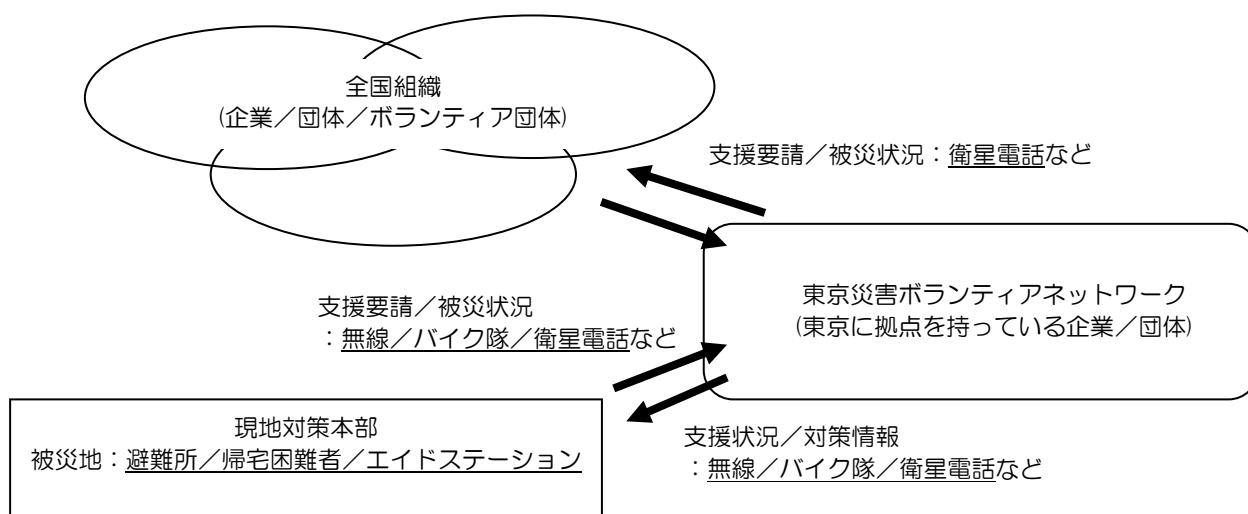 全国組織
(企業／団体／ボランティア団体)
支援要請／被災状況：衛星電話など
東京災害ボランティアネットワーク
(東京に拠点を持っている企業／団体)
支援要請／被災状況
：無線／バイク隊／衛星電話など
現地対策本部
被災地：避難所／帰宅困難者／エイドステーション
支援状況／対策情報
：無線／バイク隊／衛星電話など